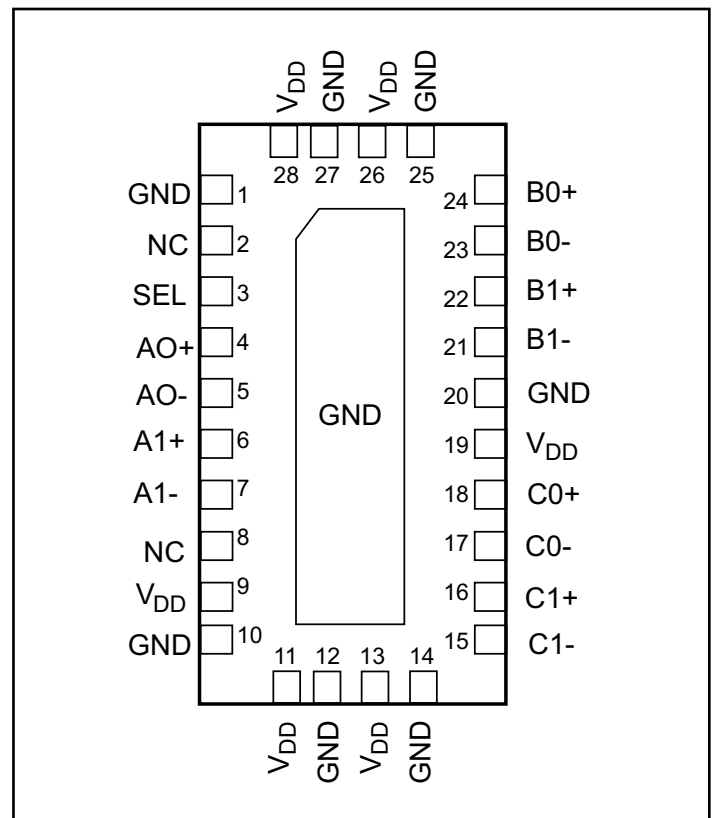 VDD GND VDD GND
28 27 26 25
GND 1 24 B0+
NC 2 23 B0-
SEL 3 22 B1+
AO+ 4 21 B1-
AO- 5 20 GND
GND
A1+ 6 19 VDD
A1- 7 18 C0+
NC 8 17 C0-
VDD 9 16 C1+
GND 10 15 C1-
11 12 13 14
VDD GND VDD GND